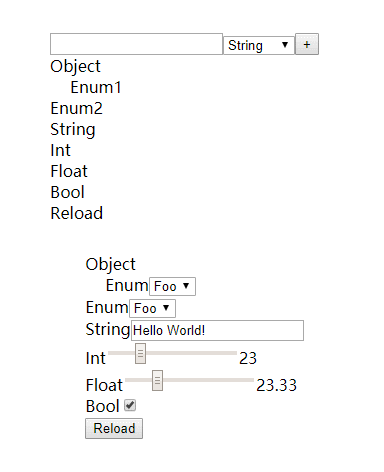 String +
Object
Enum1
Enum2
String
Int
Float
Bool
Reload
Object
Enum Foo
Enum Foo
String Hello World!
Int 23
Float 23.33
Bool
Reload